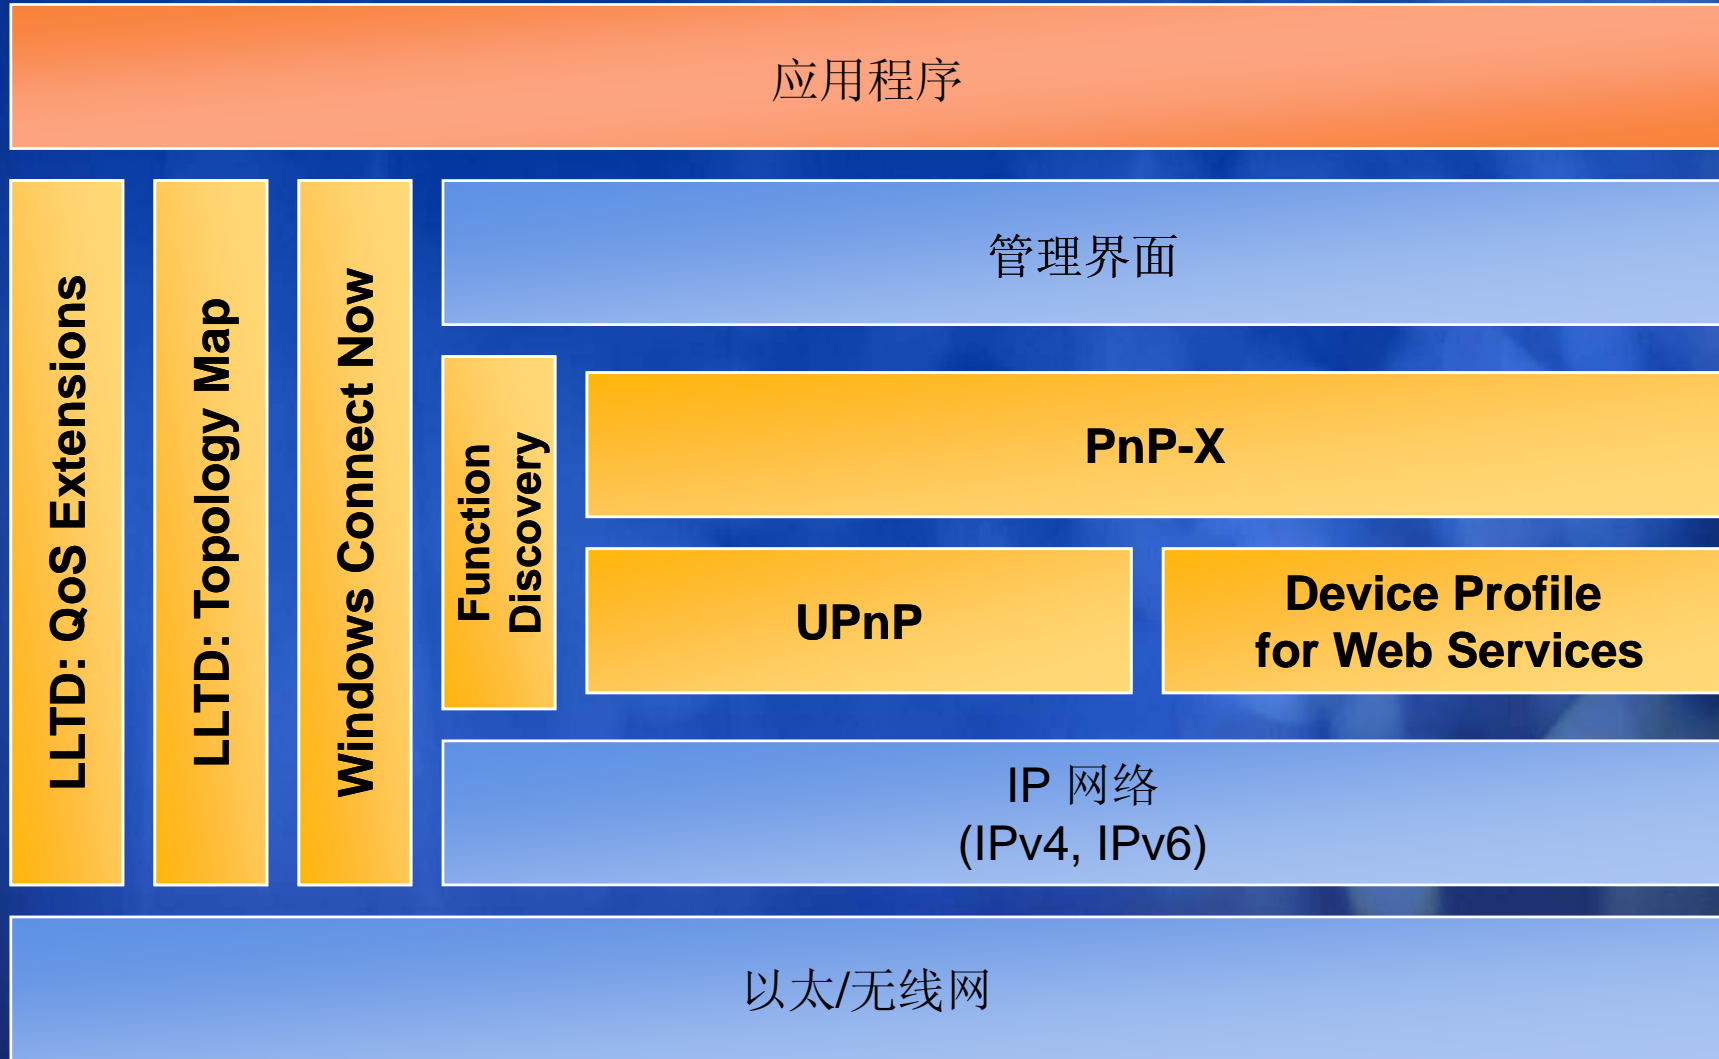 应用程序
LLTD: QoS Extensions
LLTD: Topology Map
Windows Connect Now
管理界面
Function
Discovery
PnP-X
UPnP
Device Profile
for Web Services
IP 网络
(IPv4, IPv6)
以太/无线网